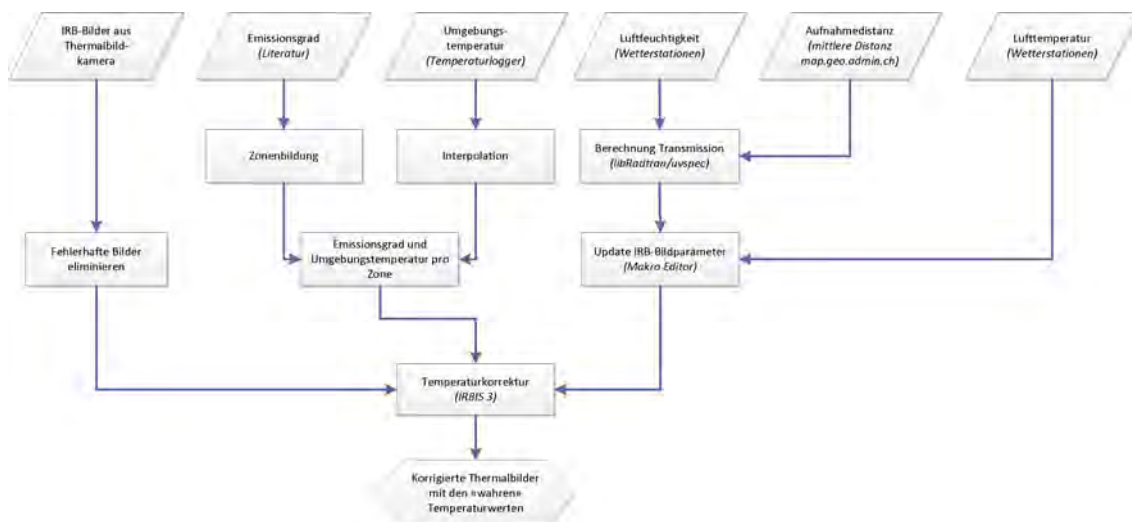 IRB-Bilder aus
Thermalbild-
kamera
Emissionsgrad
(Literatur)
Umgebungs-
temperatur
(Temperaturlogger)
Luftfeuchtigkeit
(Wetterstationen)
Aufnahmedistanz
(mittlere Distanz
map.geo.admin.ch)
Lufttemperatur
(Wetterstationen)
Zonenbildung
Interpolation
Berechnung Transmission
(libRadtran/uvspec)
Fehlerhafte Bilder
eliminieren
Emissionsgrad und
Umgebungstemperatur pro
Zone
Update IRB-Bildparameter
(Makro Editor)
Temperaturkorrektur
(IRBIS 3)
Korrigierte Thermalbilder
mit den «wahren»
Temperaturwerten